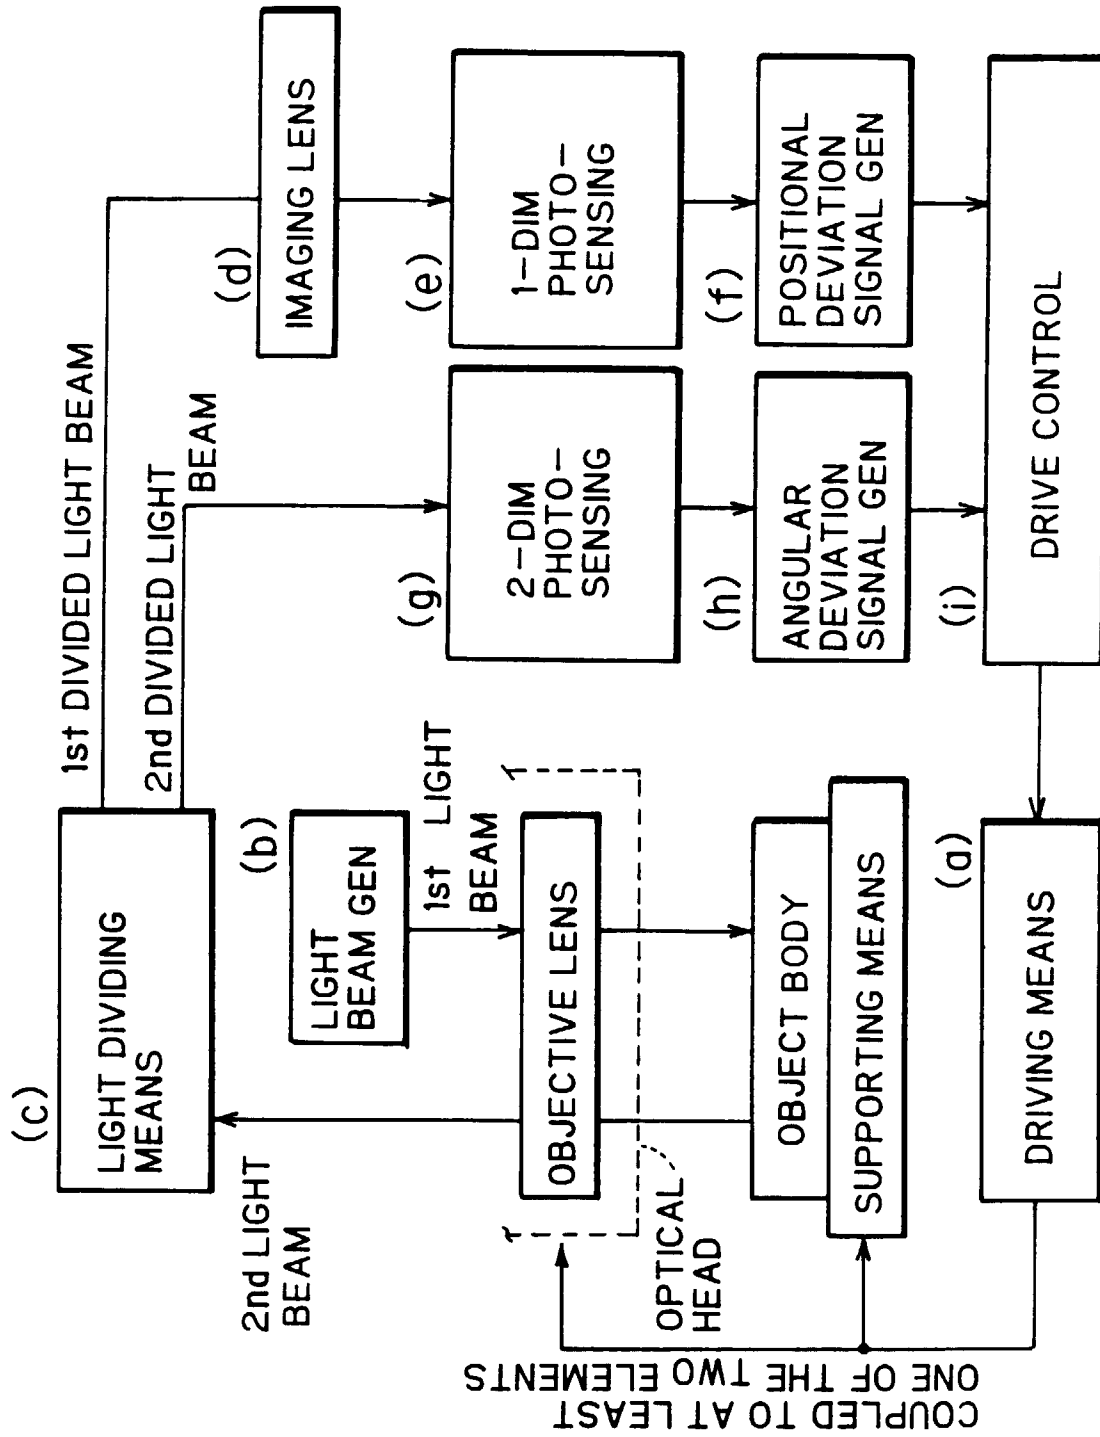 (c)
LIGHT DIVIDING
MEANS
1st DIVIDED LIGHT BEAM
2nd DIVIDED LIGHT
BEAM
(d)
IMAGING LENS
(b)
LIGHT
BEAM GEN
1st LIGHT
BEAM
2nd LIGHT
BEAM
(g)
2-DIM
PHOTO-
SENSING
(e)
1-DIM
PHOTO-
SENSING
OBJECTIVE LENS
OPTICAL
HEAD
(h)
ANGULAR
DEVIATION
SIGNAL GEN
(f)
POSITIONAL
DEVIATION
SIGNAL GEN
OBJECT BODY
SUPPORTING MEANS
(a)
DRIVING MEANS
(i)
DRIVE CONTROL
COUPLED TO AT LEAST
ONE OF THE TWO ELEMENTS